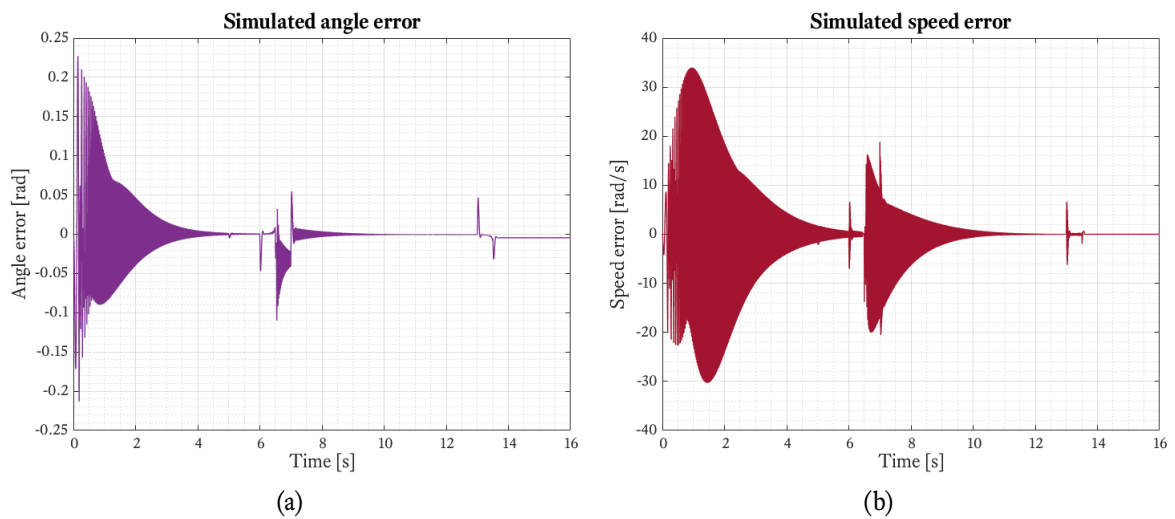 Simulated angle error
0.25
0.2
0.15
0.1
0.05
0
-0.05
-0.1
-0.15
-0.2
-0.25
Angle error [rad]
0 2 4 6 8 10 12 14 16
Time [s]
(a)
Simulated speed error
40
30
20
10
0
-10
-20
-30
-40
Speed error [rad/s]
0 2 4 6 8 10 12 14 16
Time [s]
(b)